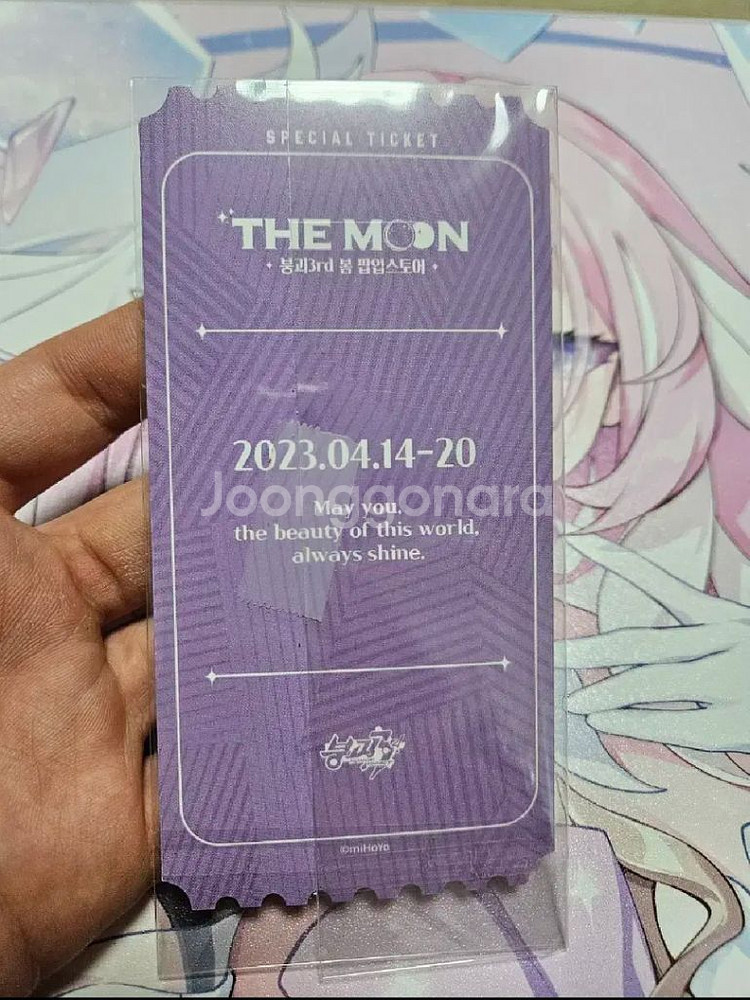 SPECIAL TICKET
THE MOON
붕괴3rd 봄 팝업스토어
2023.04.14-20
Joonggonara
May you,
the beauty of this world,
always shine.
붕괴3rd
©miHoYo